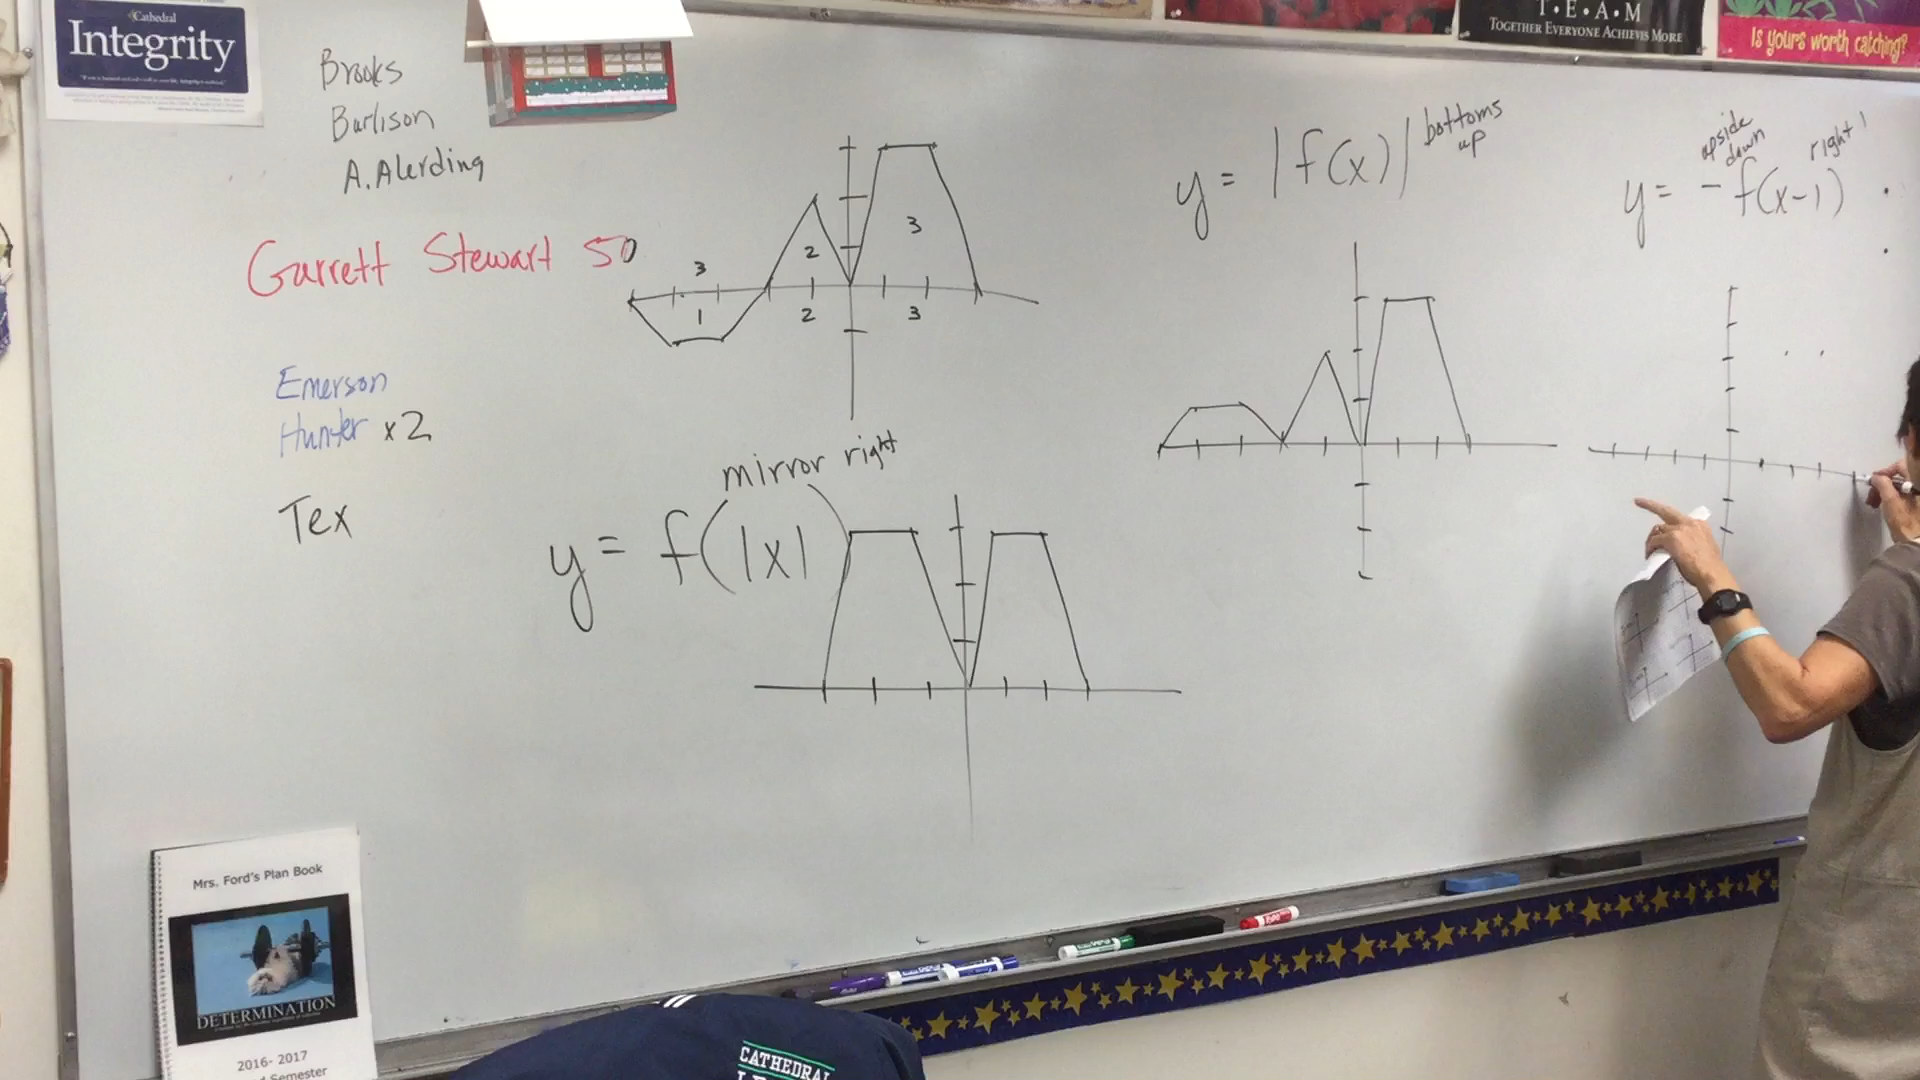 Cathedral
Integrity
T·E·A·M
TOGETHER EVERYONE ACHIEVES MORE
Is yours worth catching?
Brooks
Burlison
A. Alerding
Garrett Stewart 50
Emerson
Hunter x2
Tex
3
1
2
2
3
3
mirror right
y = f(|x|)
y = |f(x)| bottoms up
upside down
right 1
y = -f(x-1)
Mrs. Ford's Plan Book
DETERMINATION
2016- 2017
Semester
CATHEDRAL
EXPO